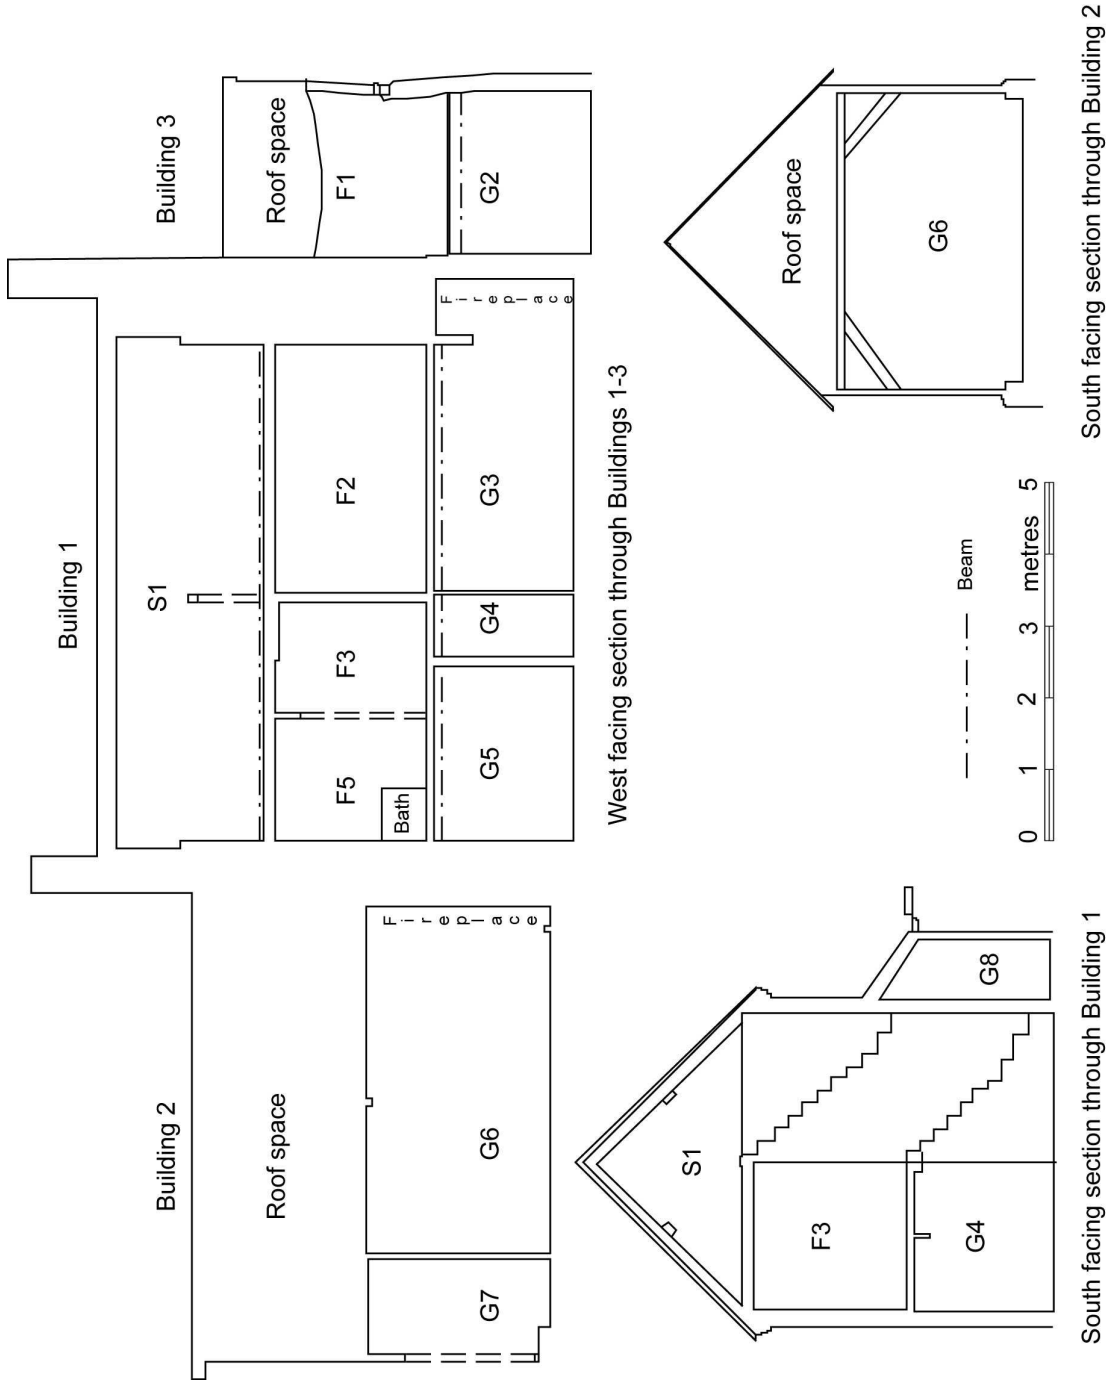 Building 1
Building 2
Building 3
S1
Roof space
Roof space
F5
F3
F2
F1
Bath
Fireplace
G7
G6
G5
G4
G3
Fireplace
G2
West facing section through Buildings 1-3
S1
F3
G4
G8
South facing section through Building 1
Beam
0 1 2 3 metres 5
Roof space
G6
South facing section through Building 2